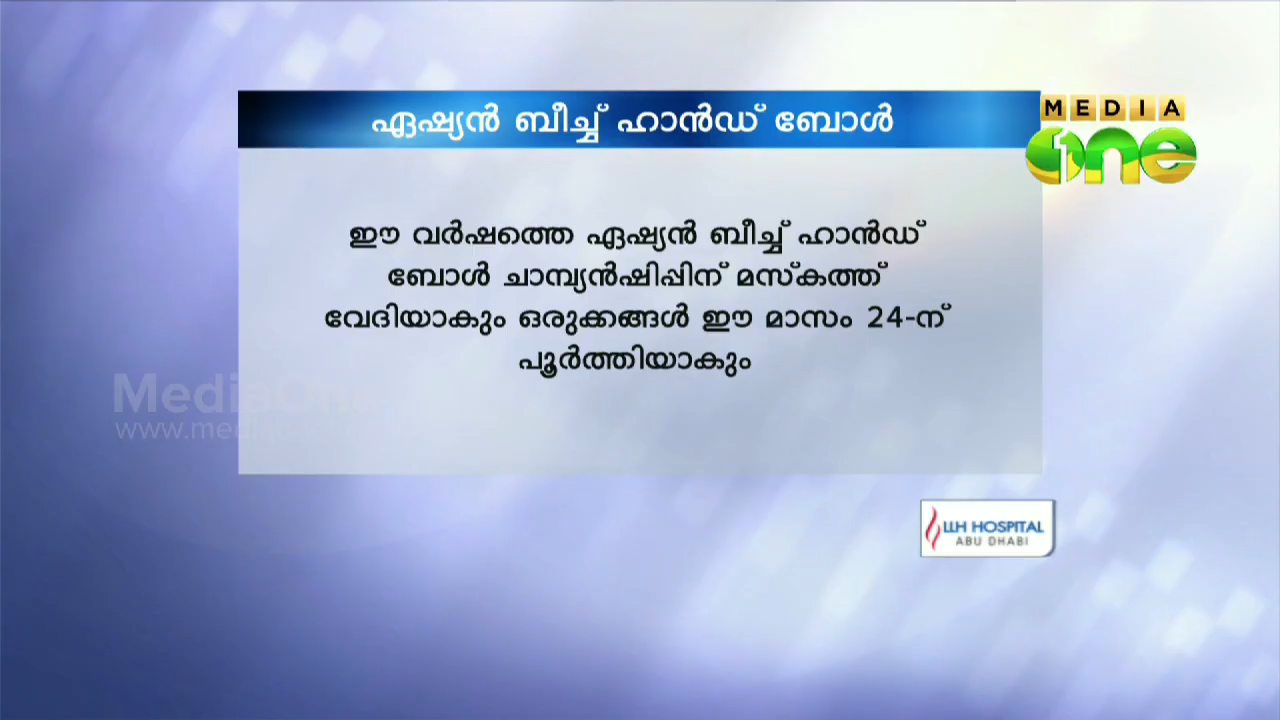 ഏഷ്യൻ ബീച്ച് ഹാൻഡ് ബോൾ
MEDIA
one
ഈ വർഷത്തെ ഏഷ്യൻ ബീച്ച് ഹാൻഡ്
ബോൾ ചാമ്പ്യൻഷിപ്പിന് മസ്കത്ത്
വേദിയാകും ഒരുക്കങ്ങൾ ഈ മാസം 24-ന്
പൂർത്തിയാകും
MediaOne
LLH HOSPITAL
ABU DHABI